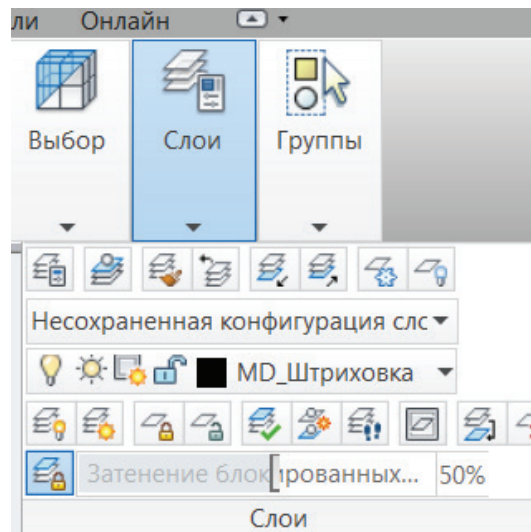 ли Онлайн
Выбор Слои Группы
Несохраненная конфигурация слс
MD_Штриховка
Затенение блокированных... 50%
Слои